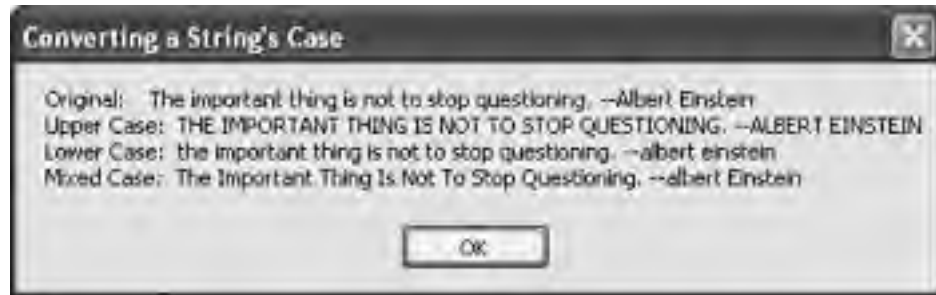 Converting a String's Case
Original: The important thing is not to stop questioning. --Albert Einstein
Upper Case: THE IMPORTANT THING IS NOT TO STOP QUESTIONING. --ALBERT EINSTEIN
Lower Case: the important thing is not to stop questioning. --albert einstein
Mixed Case: The Important Thing Is Not To Stop Questioning. --albert Einstein
OK